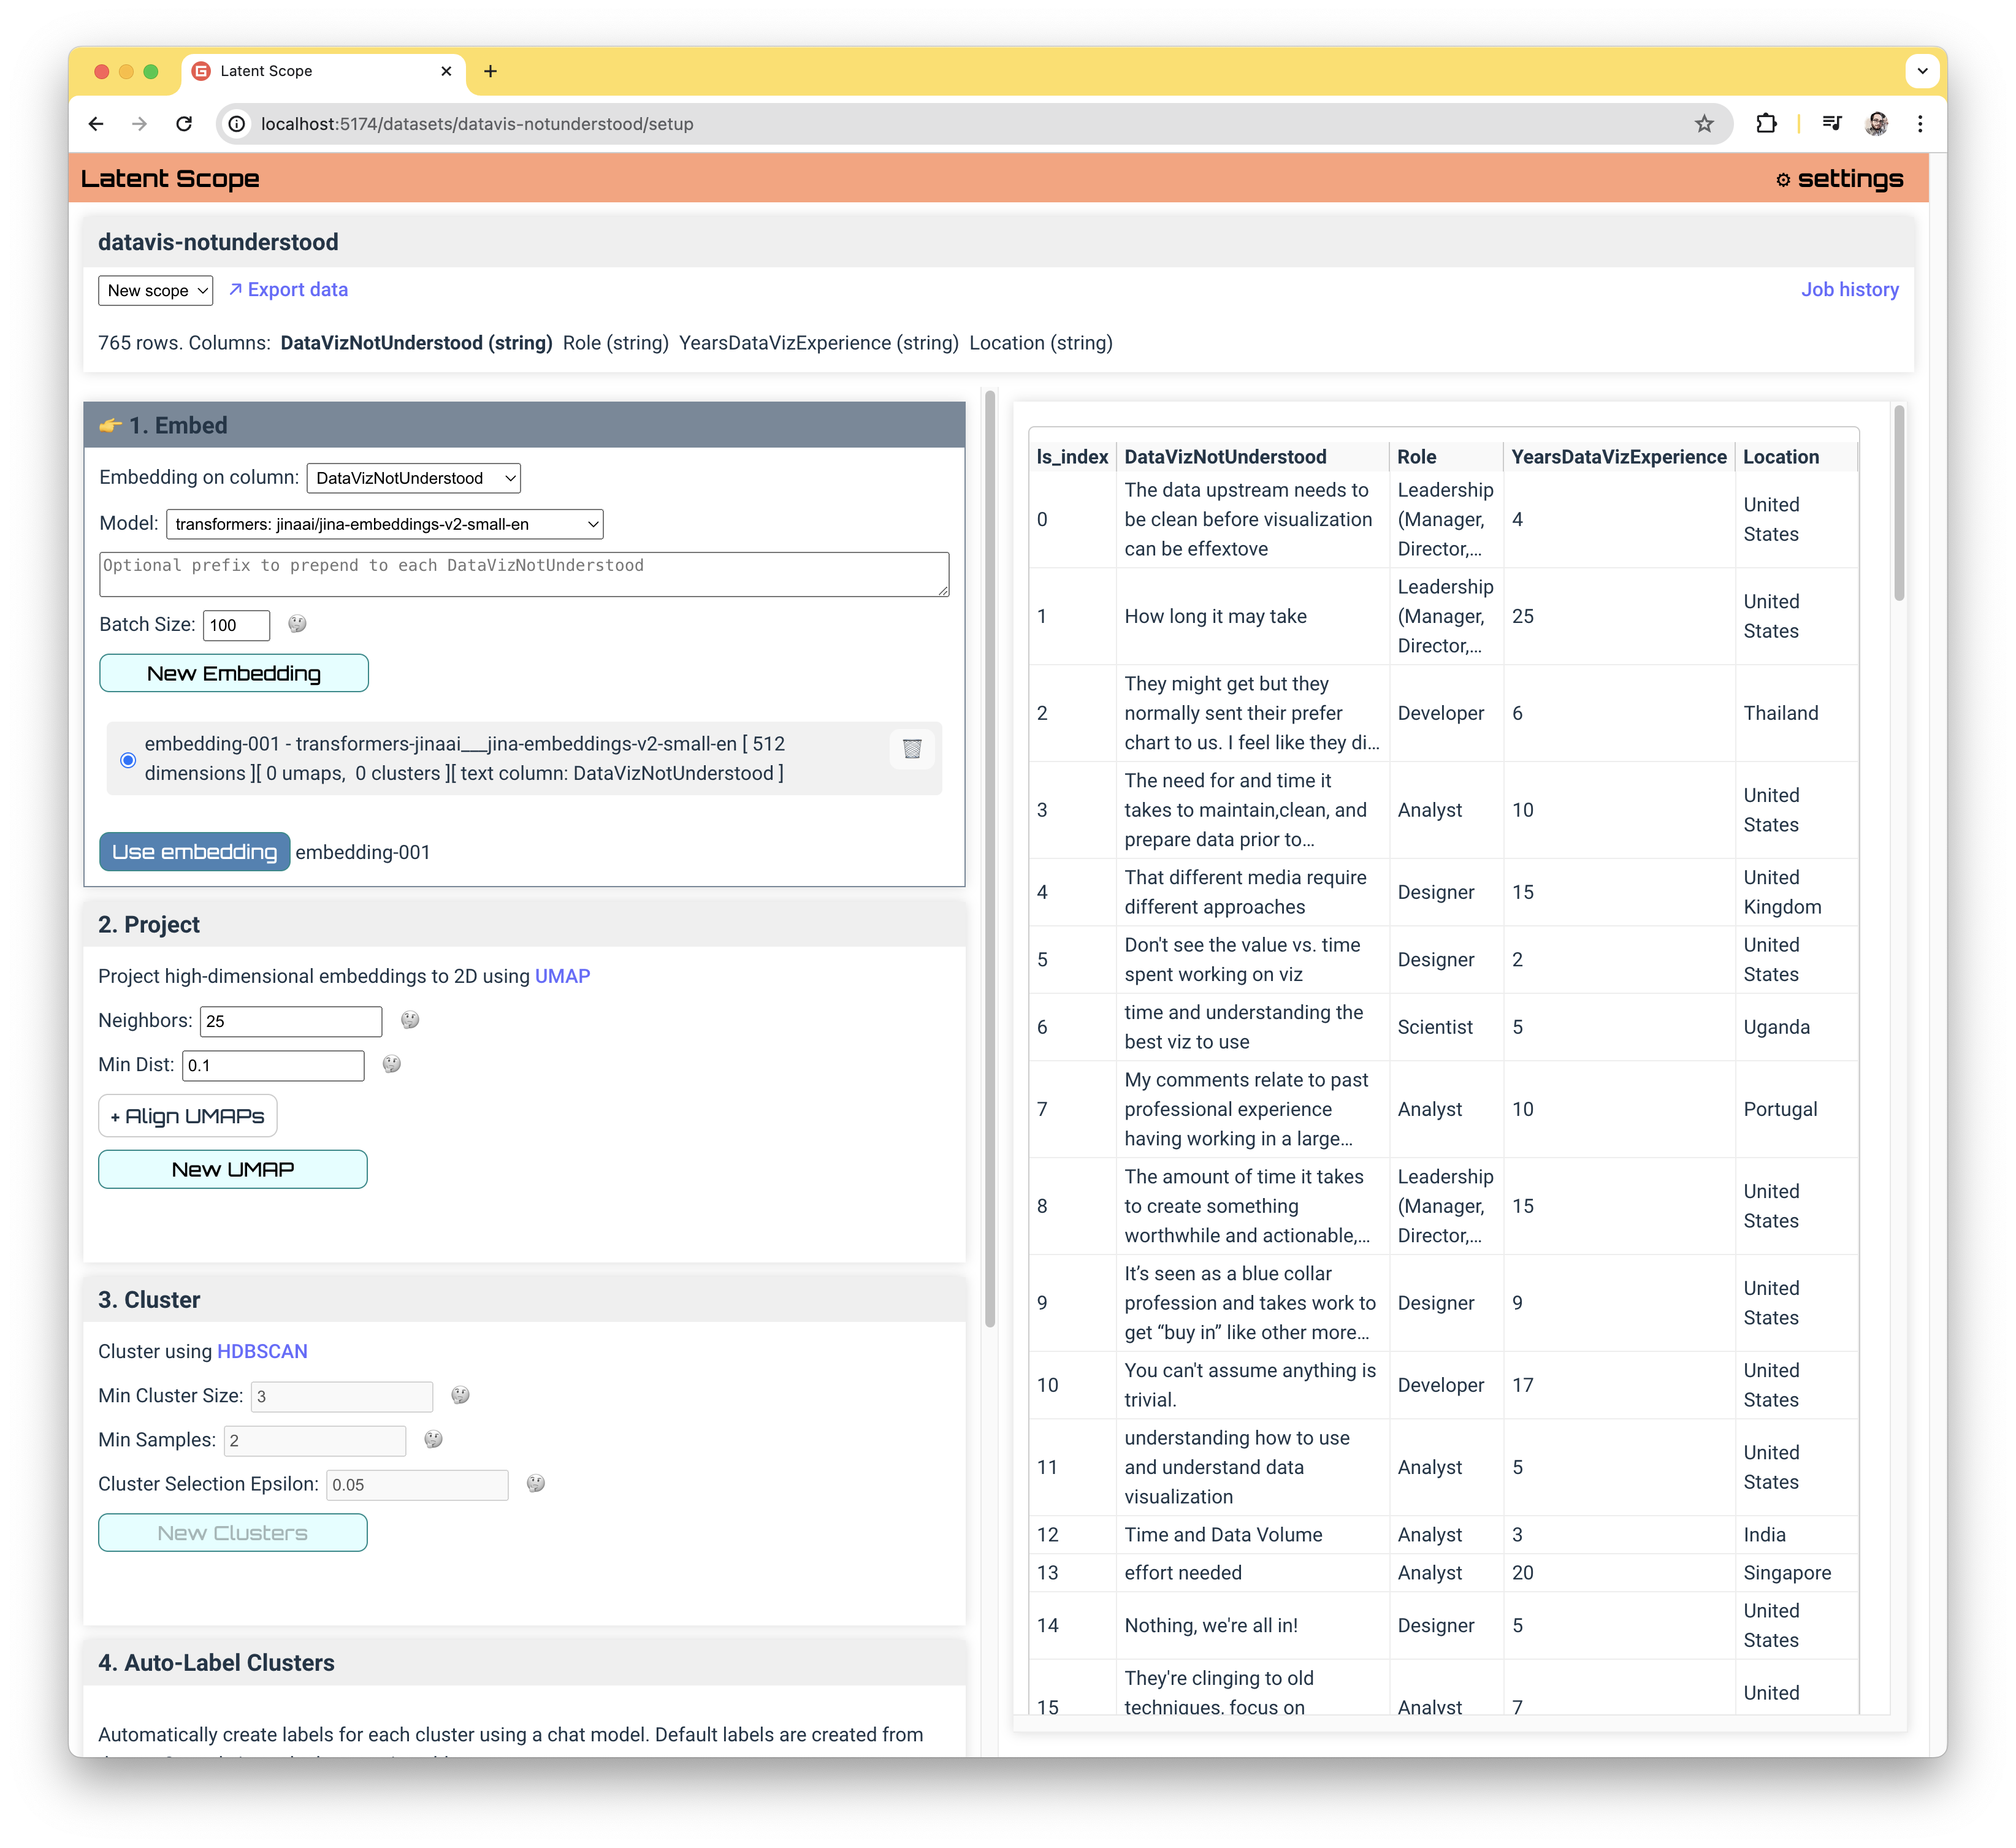 Latent Scope
localhost:5174/datasets/datavis-notunderstood/setup
Latent Scope
⚙ settings
datavis-notunderstood
New scope
↗ Export data
Job history
765 rows. Columns: DataVizNotUnderstood (string) Role (string) YearsDataVizExperience (string) Location (string)
👉 1. Embed
Embedding on column: DataVizNotUnderstood
Model: transformers: jinaai/jina-embeddings-v2-small-en
Optional prefix to prepend to each DataVizNotUnderstood
Batch Size: 100 🤔
New Embedding
embedding-001 - transformers-jinaai___jina-embeddings-v2-small-en [ 512
dimensions ][ 0 umaps, 0 clusters ][ text column: DataVizNotUnderstood ]
Use embedding embedding-001
2. Project
Project high-dimensional embeddings to 2D using UMAP
Neighbors: 25 🤔
Min Dist: 0.1 🤔
+ Align UMAPs
New UMAP
3. Cluster
Cluster using HDBSCAN
Min Cluster Size: 3 🤔
Min Samples: 2 🤔
Cluster Selection Epsilon: 0.05 🤔
New Clusters
4. Auto-Label Clusters
Automatically create labels for each cluster using a chat model. Default labels are created from
ls_index DataVizNotUnderstood Role YearsDataVizExperience Location
0
The data upstream needs to
be clean before visualization
can be effextove
Leadership
(Manager,
Director,...
4
United
States
1
How long it may take
Leadership
(Manager,
Director,...
25
United
States
2
They might get but they
normally sent their prefer
chart to us. I feel like they di...
Developer
6
Thailand
3
The need for and time it
takes to maintain,clean, and
prepare data prior to...
Analyst
10
United
States
4
That different media require
different approaches
Designer
15
United
Kingdom
5
Don't see the value vs. time
spent working on viz
Designer
2
United
States
6
time and understanding the
best viz to use
Scientist
5
Uganda
7
My comments relate to past
professional experience
having working in a large...
Analyst
10
Portugal
8
The amount of time it takes
to create something
worthwhile and actionable,...
Leadership
(Manager,
Director,...
15
United
States
9
It’s seen as a blue collar
profession and takes work to
get “buy in” like other more...
Designer
9
United
States
10
You can't assume anything is
trivial.
Developer
17
United
States
11
understanding how to use
and understand data
visualization
Analyst
5
United
States
12
Time and Data Volume
Analyst
3
India
13
effort needed
Analyst
20
Singapore
14
Nothing, we're all in!
Designer
5
United
States
15
They're clinging to old
techniques. focus on
Analyst
7
United